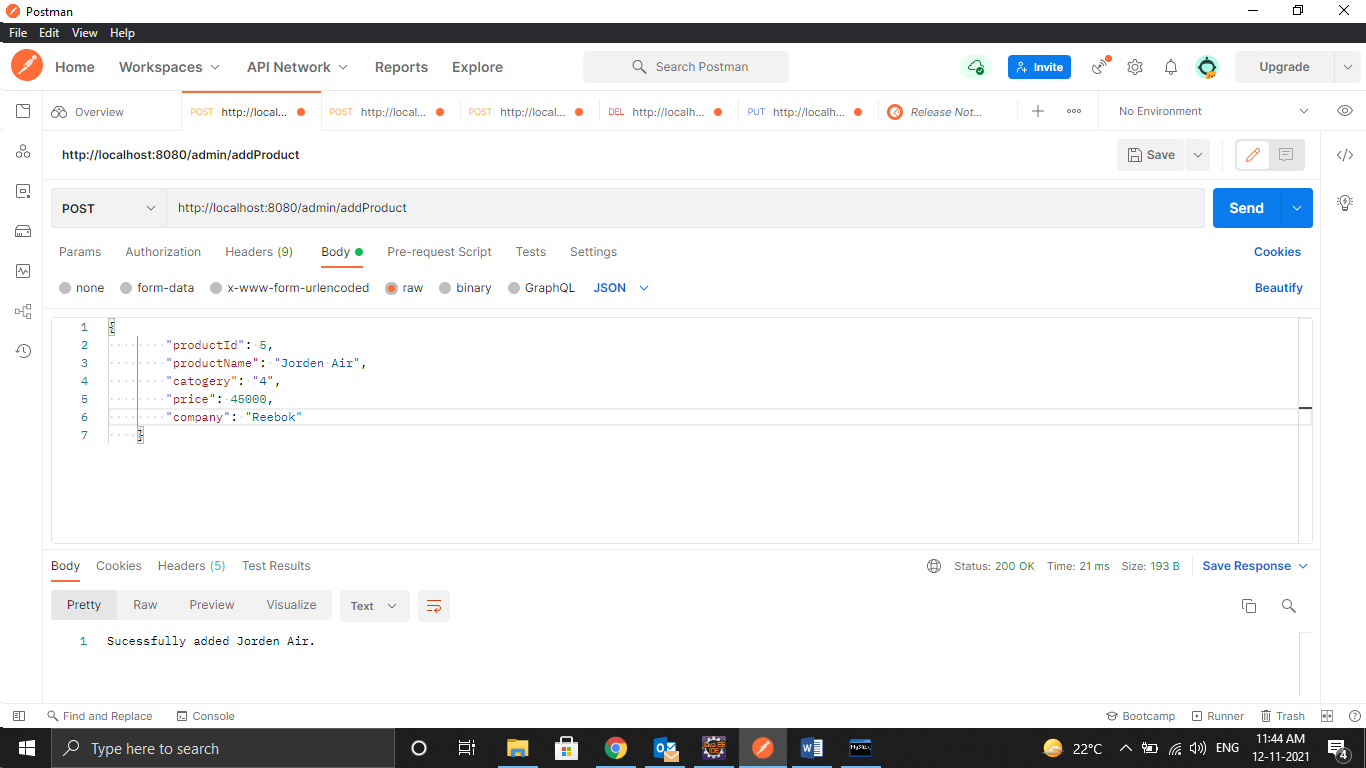 Postman
File Edit View Help
Home Workspaces API Network Reports Explore Search Postman Invite Upgrade
Overview POST http://local... POST http://local... POST http://local... DEL http://localh... PUT http://localh... Release Not... No Environment
http://localhost:8080/admin/addProduct Save
POST http://localhost:8080/admin/addProduct Send
Params Authorization Headers (9) Body Pre-request Script Tests Settings Cookies
none form-data x-www-form-urlencoded raw binary GraphQL JSON Beautify
1 {
2 "productId": 5,
3 "productName": "Jorden Air",
4 "catogery": "4",
5 "price": 45000,
6 "company": "Reebok"
7 }
Body Cookies Headers (5) Test Results Status: 200 OK Time: 21 ms Size: 193 B Save Response
Pretty Raw Preview Visualize Text
1 Sucessfully added Jorden Air.
Find and Replace Console Bootcamp Runner Trash
Type here to search 22°C ENG 11:44 AM
12-11-2021 4